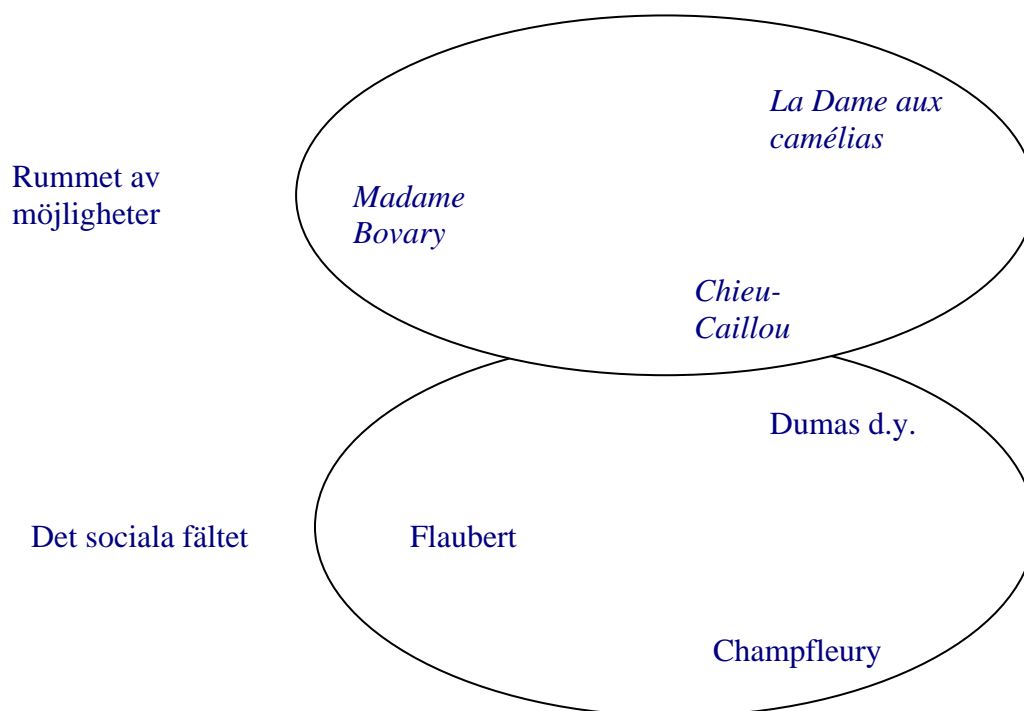 La Dame aux
camélias
Rummet av
möjligheter
Madame
Bovary
Chieu-
Caillou
Dumas d.y.
Det sociala fältet
Flaubert
Champfleury